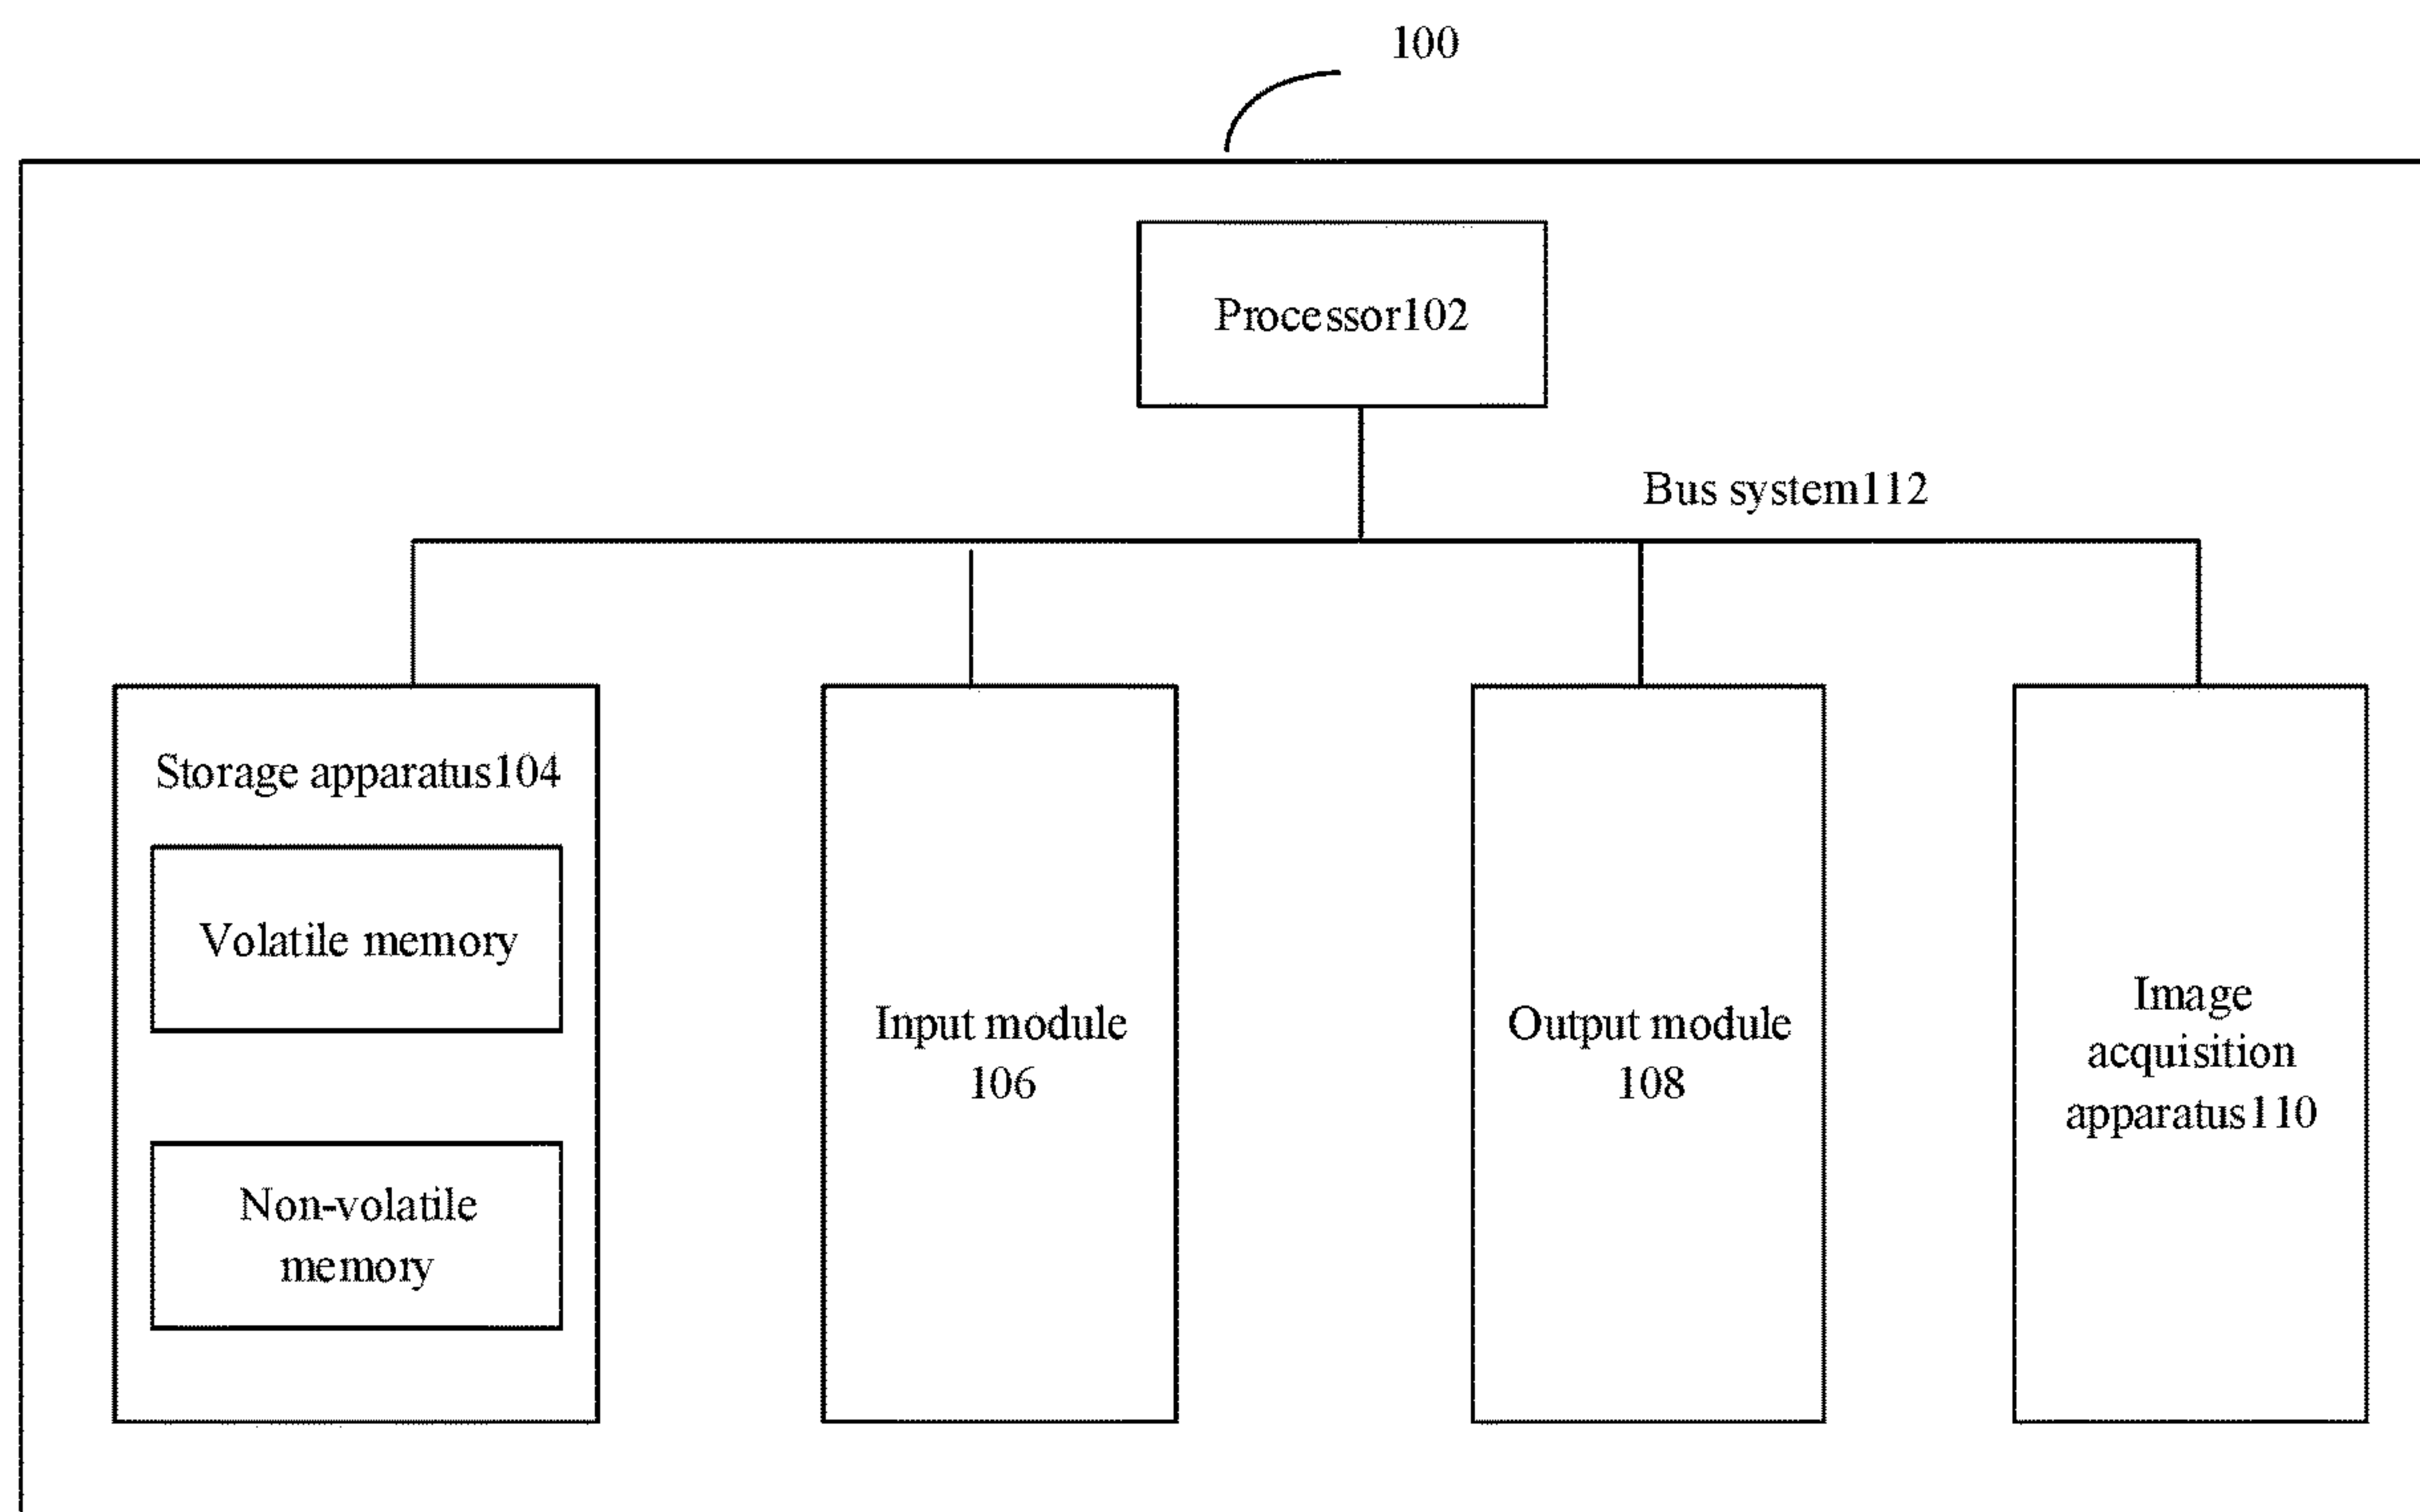 100
Processor102
Bus system112
Storage apparatus104
Volatile memory
Non-volatile
memory
Input module
106
Output module
108
Image
acquisition
apparatus110